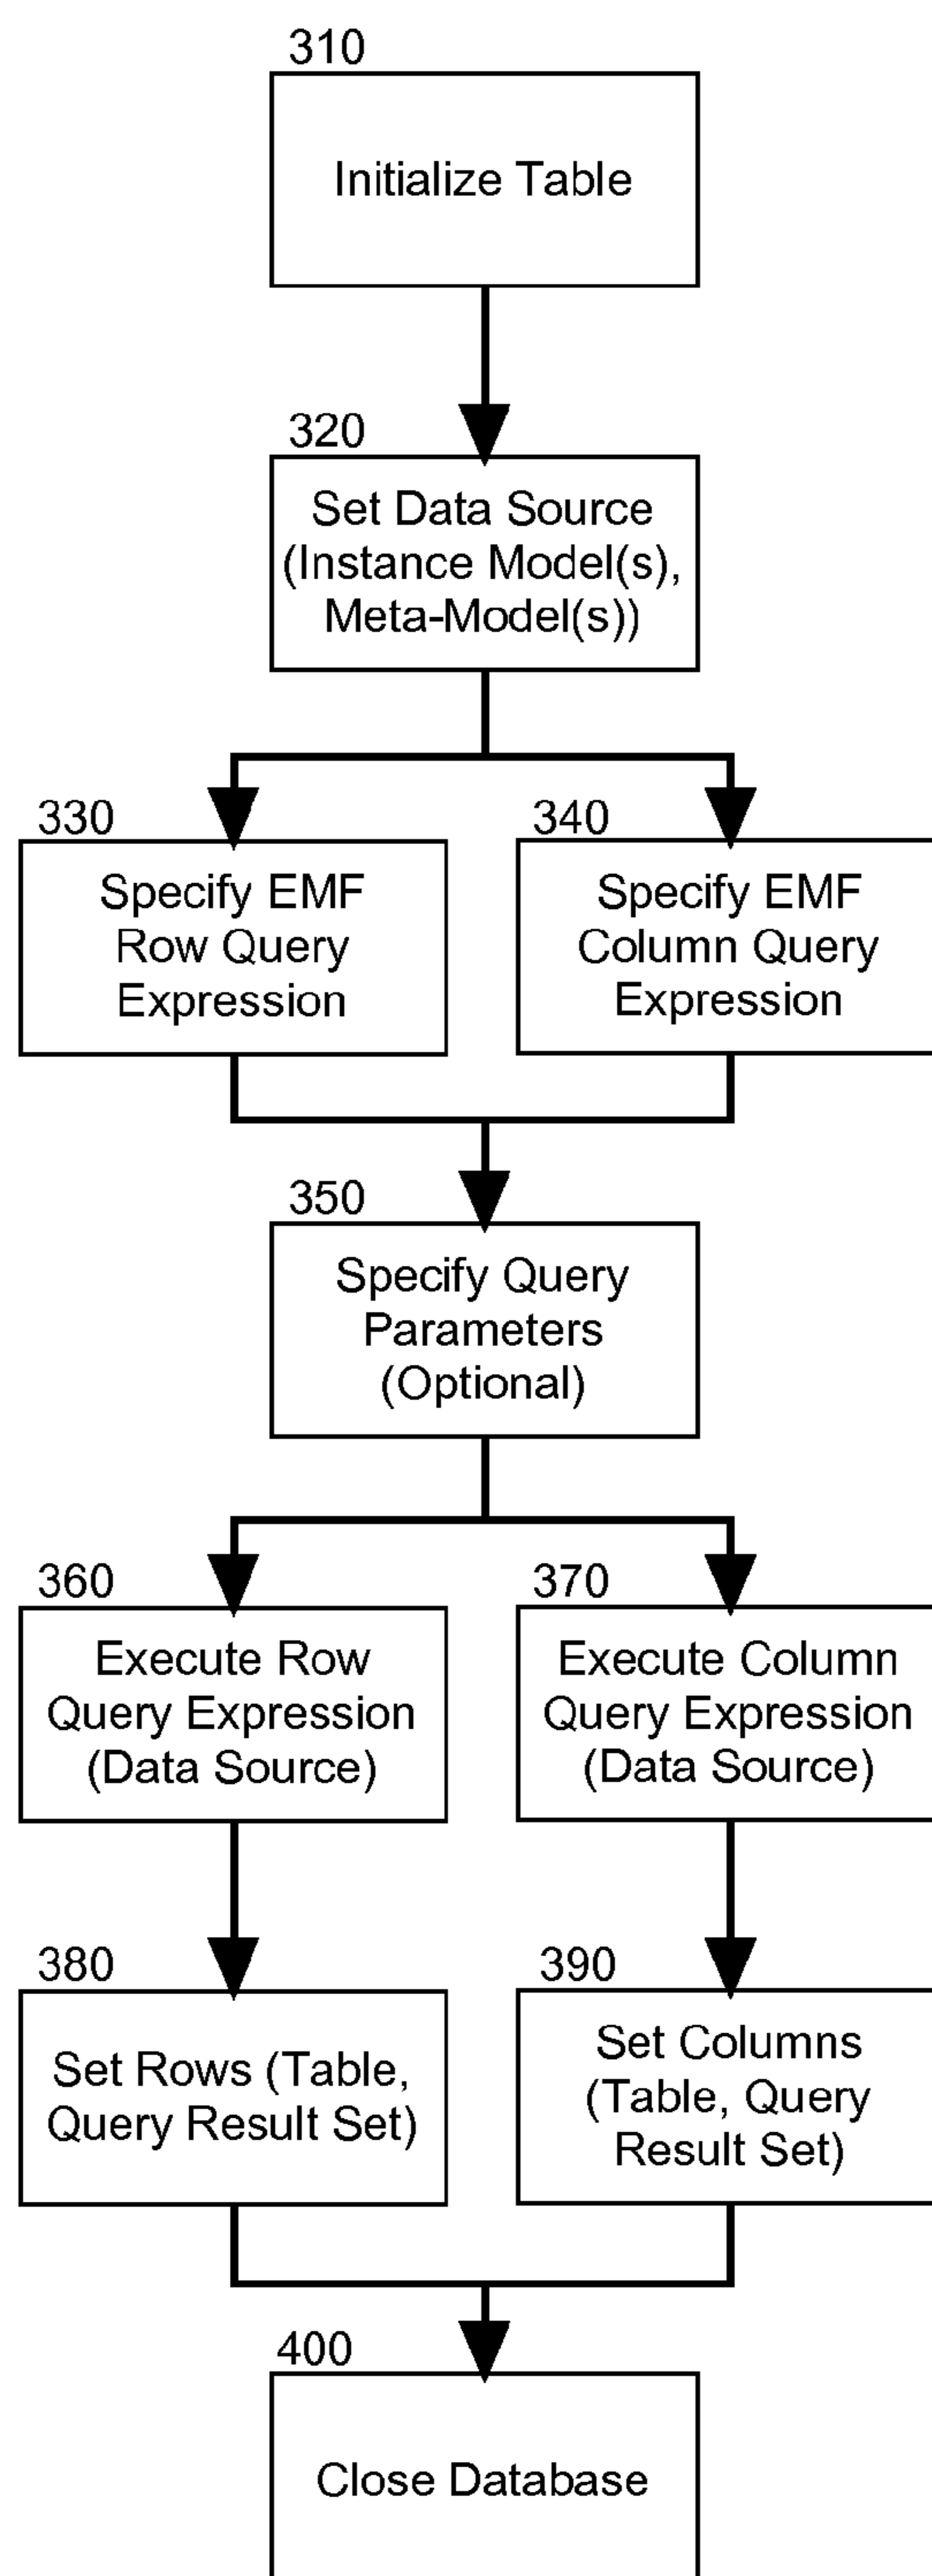 310
Initialize Table
320
Set Data Source
(Instance Model(s),
Meta-Model(s))
330
Specify EMF
Row Query
Expression
340
Specify EMF
Column Query
Expression
350
Specify Query
Parameters
(Optional)
360
Execute Row
Query Expression
(Data Source)
370
Execute Column
Query Expression
(Data Source)
380
Set Rows (Table,
Query Result Set)
390
Set Columns
(Table, Query
Result Set)
400
Close Database